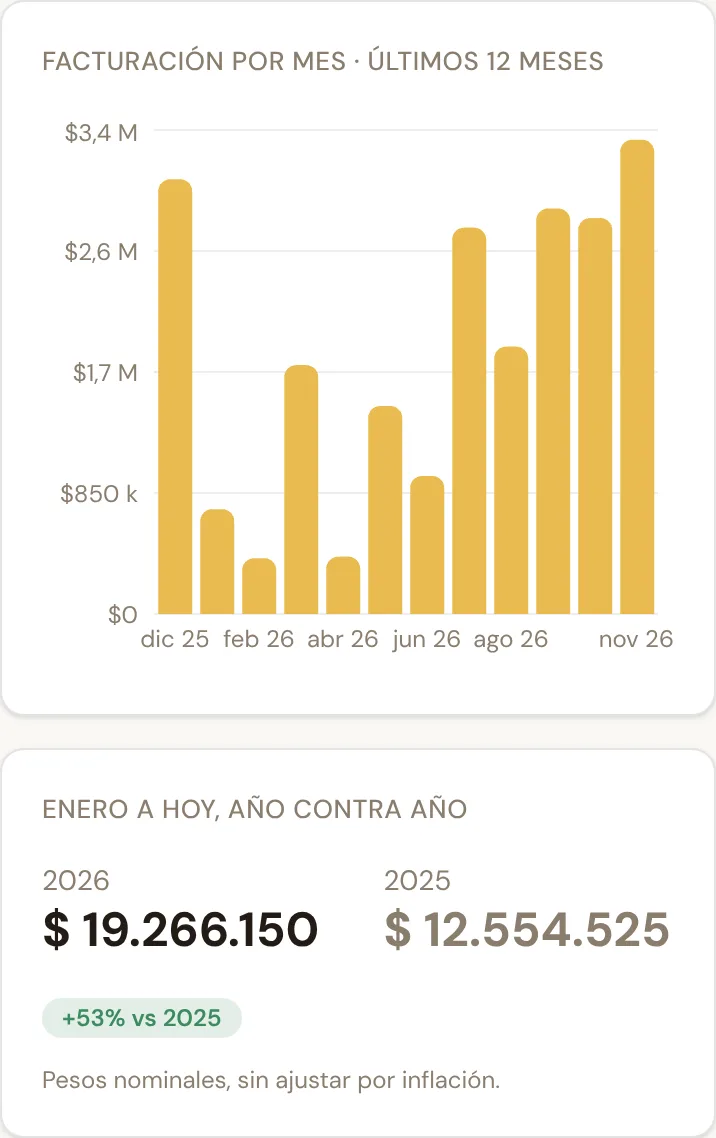 FACTURACIÓN POR MES · ÚLTIMOS 12 MESES
$3,4 M
$2,6 M
$1,7 M
$850 k
$0
dic 25 feb 26 abr 26 jun 26 ago 26 nov 26
ENERO A HOY, AÑO CONTRA AÑO
2026 2025
$ 19.266.150 $ 12.554.525
+53% vs 2025
Pesos nominales, sin ajustar por inflación.